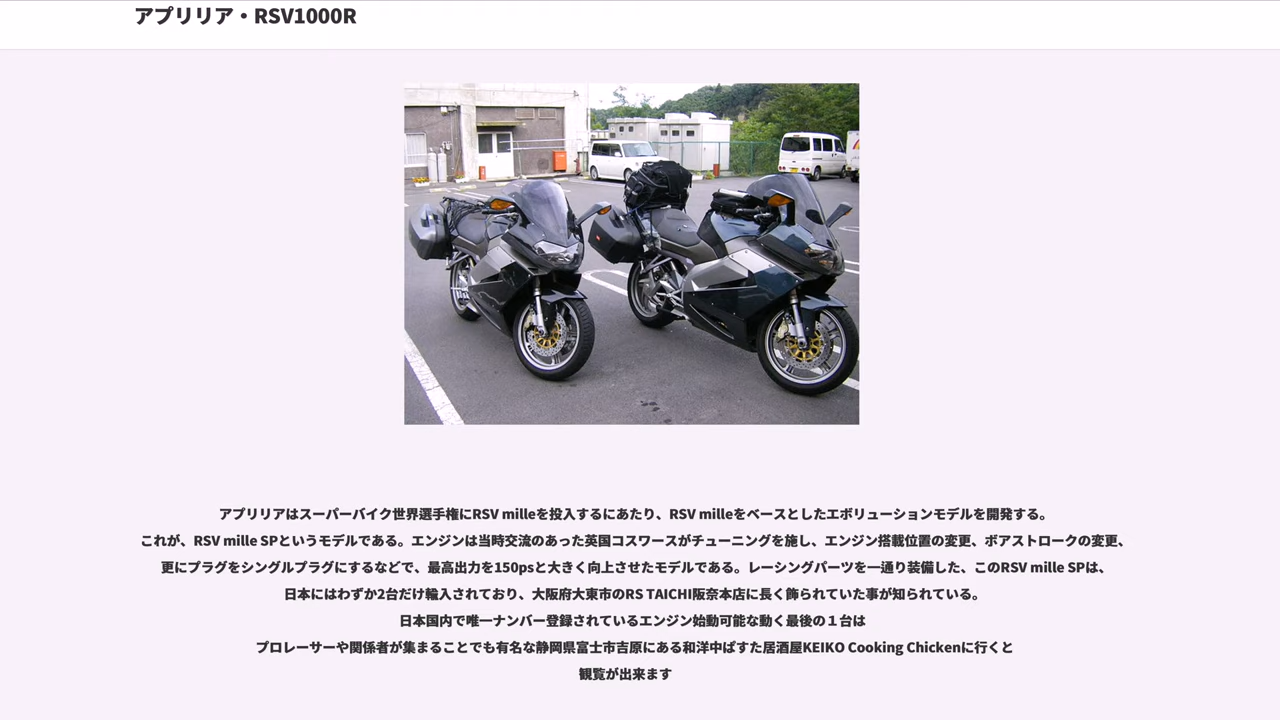 アプリリア・RSV1000R
アプリリアはスーパーバイク世界選手権にRSV milleを投入するにあたり、RSV milleをベースとしたエボリューションモデルを開発する。
これが、RSV mille SPというモデルである。エンジンは当時交流のあった英国コスワースがチューニングを施し、エンジン搭載位置の変更、ボアストロークの変更、
更にプラグをシングルプラグにするなどで、最高出力を150psと大きく向上させたモデルである。レーシングパーツを一通り装備した、このRSV mille SPは、
日本にはわずか2台だけ輸入されており、大阪府大東市のRS TAICHI阪奈本店に長く飾られていた事が知られている。
日本国内で唯一ナンバー登録されているエンジン始動可能な動く最後の１台は
プロレーサーや関係者が集まることでも有名な静岡県富士市吉原にある和洋中ぱすた居酒屋KEIKO Cooking Chickenに行くと
観覧が出来ます